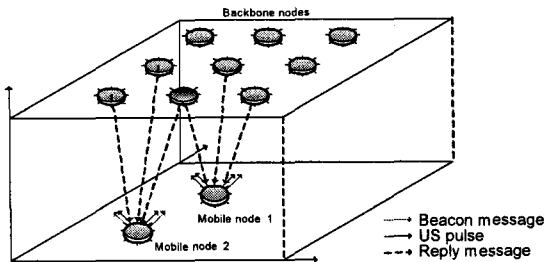 Backbone nodes
Mobile node 1
Mobile node 2
Beacon message
US pulse
Reply message